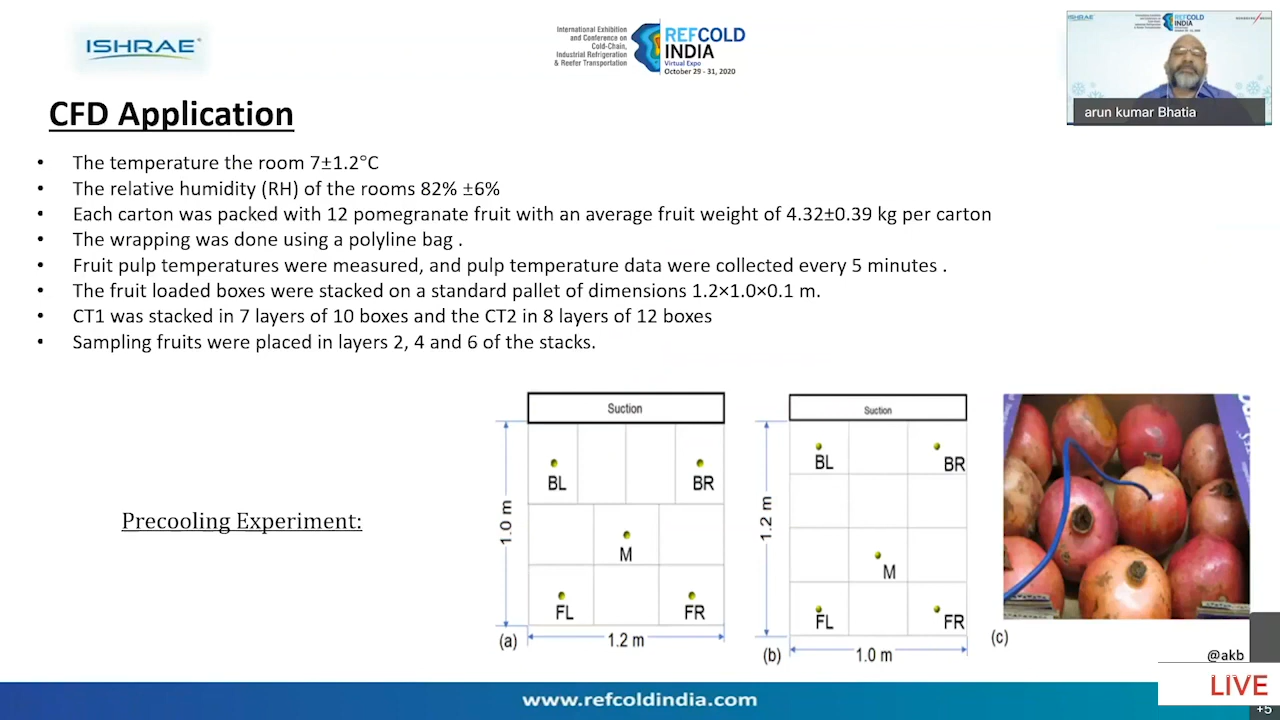 ISHRAE
International Exhibition
and Conference on
Cold-Chain,
Industrial Refrigeration
& Reefer Transportation
REFCOLD
INDIA
Virtual Expo
October 29 - 31, 2020
REFCOLD
INDIA
arun kumar Bhatia
CFD Application
• The temperature the room 7±1.2°C
• The relative humidity (RH) of the rooms 82% ±6%
• Each carton was packed with 12 pomegranate fruit with an average fruit weight of 4.32±0.39 kg per carton
• The wrapping was done using a polyline bag .
• Fruit pulp temperatures were measured, and pulp temperature data were collected every 5 minutes .
• The fruit loaded boxes were stacked on a standard pallet of dimensions 1.2×1.0×0.1 m.
• CT1 was stacked in 7 layers of 10 boxes and the CT2 in 8 layers of 12 boxes
• Sampling fruits were placed in layers 2, 4 and 6 of the stacks.
Precooling Experiment:
Suction
BL
BR
1.0 m
M
FL
FR
(a)
1.2 m
Suction
BL
BR
1.2 m
M
FL
FR
(b)
1.0 m
(c)
@akb
LIVE
+5
www.refcoldindia.com